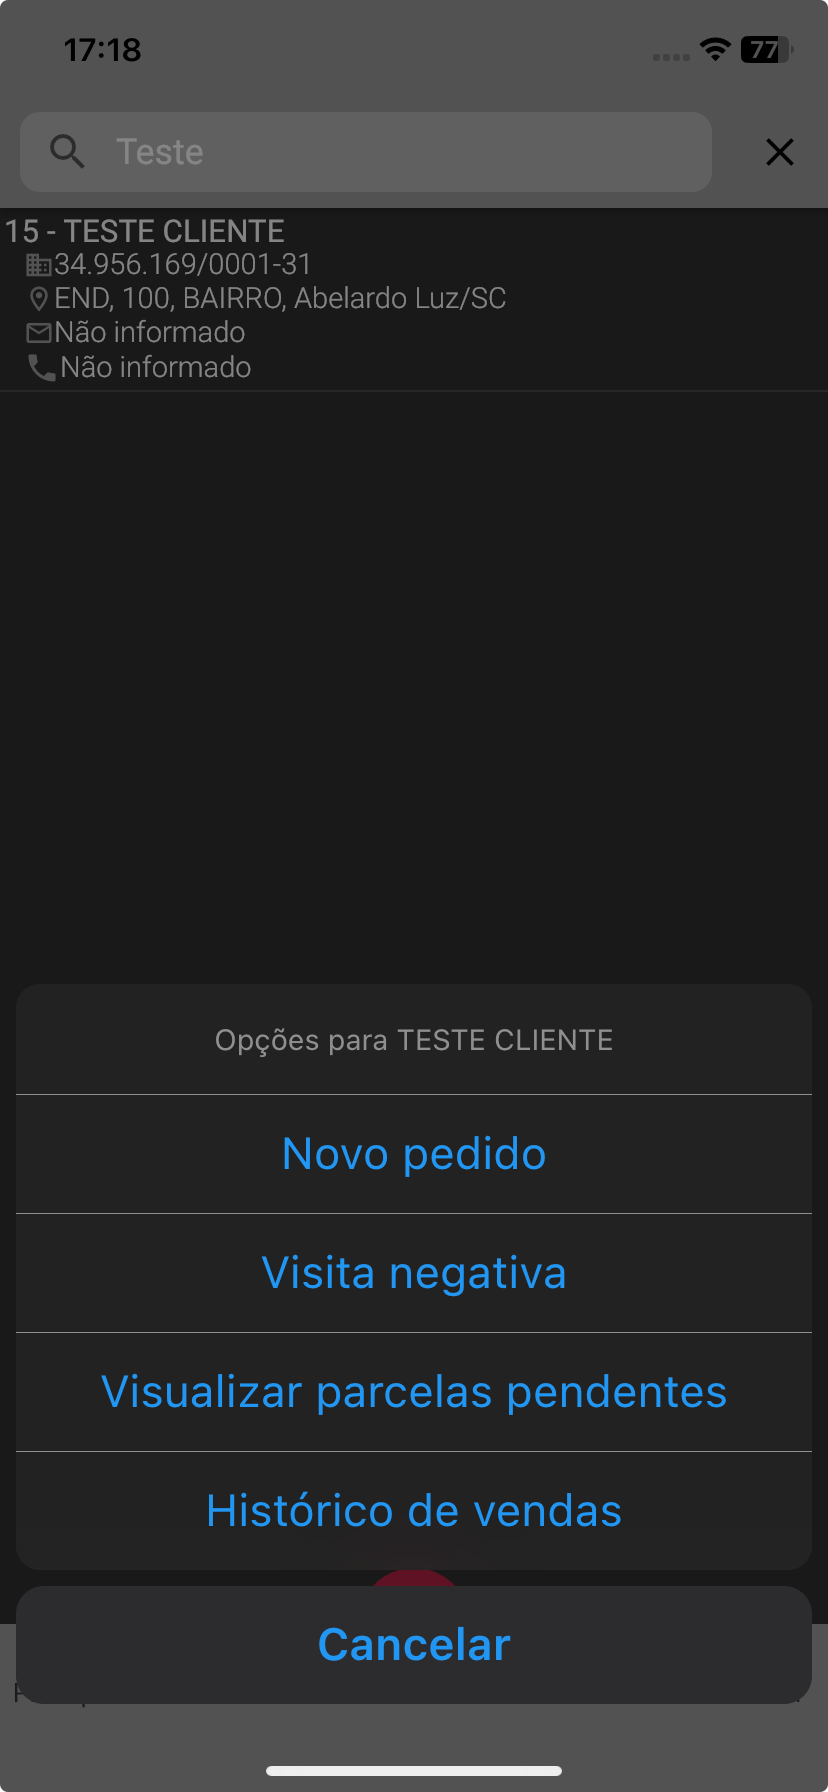 17:18
77
Teste
15 - TESTE CLIENTE
34.956.169/0001-31
END, 100, BAIRRO, Abelardo Luz/SC
Não informado
Não informado
Opções para TESTE CLIENTE
Novo pedido
Visita negativa
Visualizar parcelas pendentes
Histórico de vendas
Cancelar